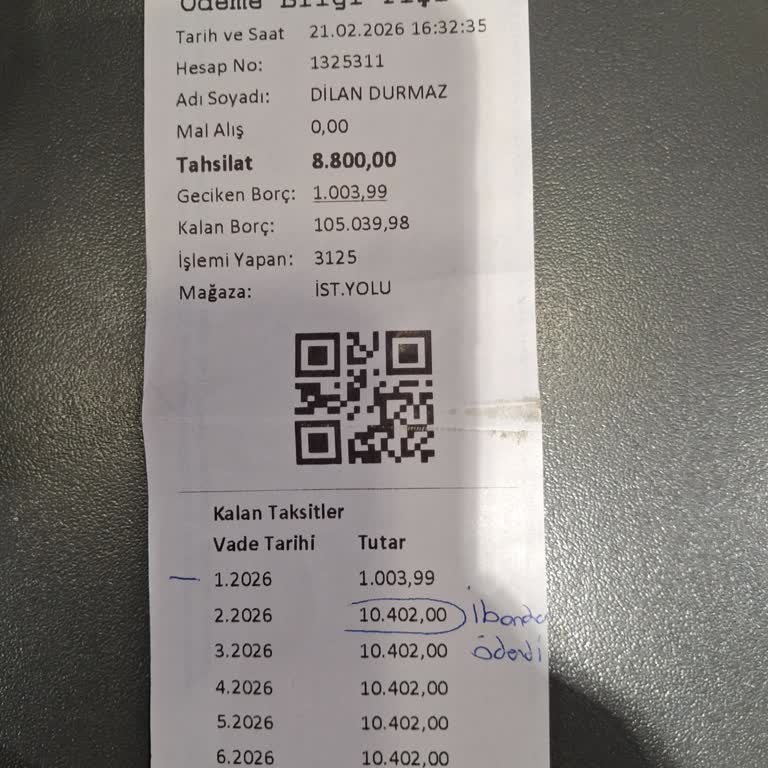 Ödeme Bilgi Fişi
Tarih ve Saat 21.02.2026 16:32:35
Hesap No: 1325311
Adı Soyadı: DİLAN DURMAZ
Mal Alış 0,00
Tahsilat 8.800,00
Geciken Borç: 1.003,99
Kalan Borç: 105.039,98
İşlemi Yapan: 3125
Mağaza: İST.YOLU
Kalan Taksitler
Vade Tarihi Tutar
1.2026 1.003,99
2.2026 10.402,00
3.2026 10.402,00 ödendi
4.2026 10.402,00
5.2026 10.402,00
6.2026 10.402,00